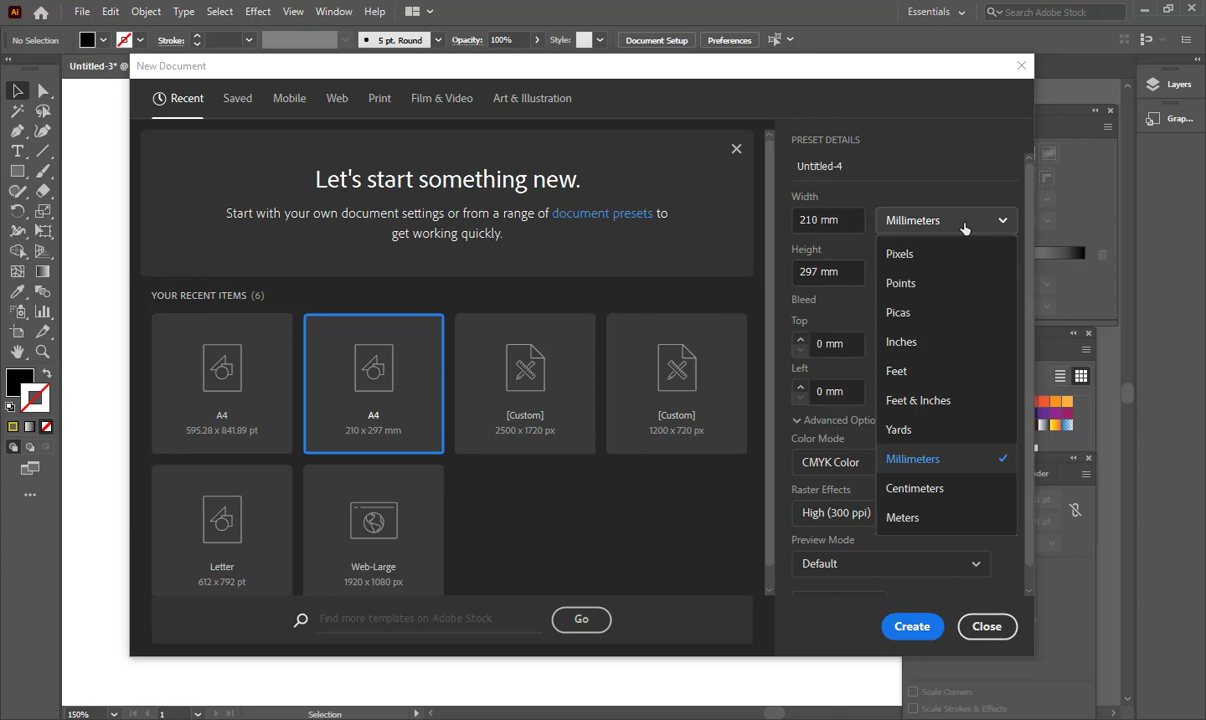 Ai File Edit Object Type Select Effect View Window Help Essentials Search Adobe Stock
No Selection Stroke: 5 pt. Round Opacity: 100% Style: Document Setup Preferences
Untitled-3* @
New Document
Recent Saved Mobile Web Print Film & Video Art & Illustration
Let's start something new.
Start with your own document settings or from a range of document presets to
get working quickly.
YOUR RECENT ITEMS (6)
A4
595.28 x 841.89 pt
A4
210 x 297 mm
[Custom]
2500 x 1720 px
[Custom]
1200 x 720 px
Letter
612 x 792 pt
Web-Large
1920 x 1080 px
Find more templates on Adobe Stock
Go
PRESET DETAILS
Untitled-4
Width
210 mm Millimeters
Height
297 mm
Bleed
Top
0 mm
Left
0 mm
Advanced Optio
Color Mode
CMYK Color
Raster Effects
High (300 ppi)
Preview Mode
Default
Pixels
Points
Picas
Inches
Feet
Feet & Inches
Yards
Millimeters
Centimeters
Meters
Create Close
Layers
Grap...
Scale Corners
Scale Strokes & Effects
150% 1 Selection